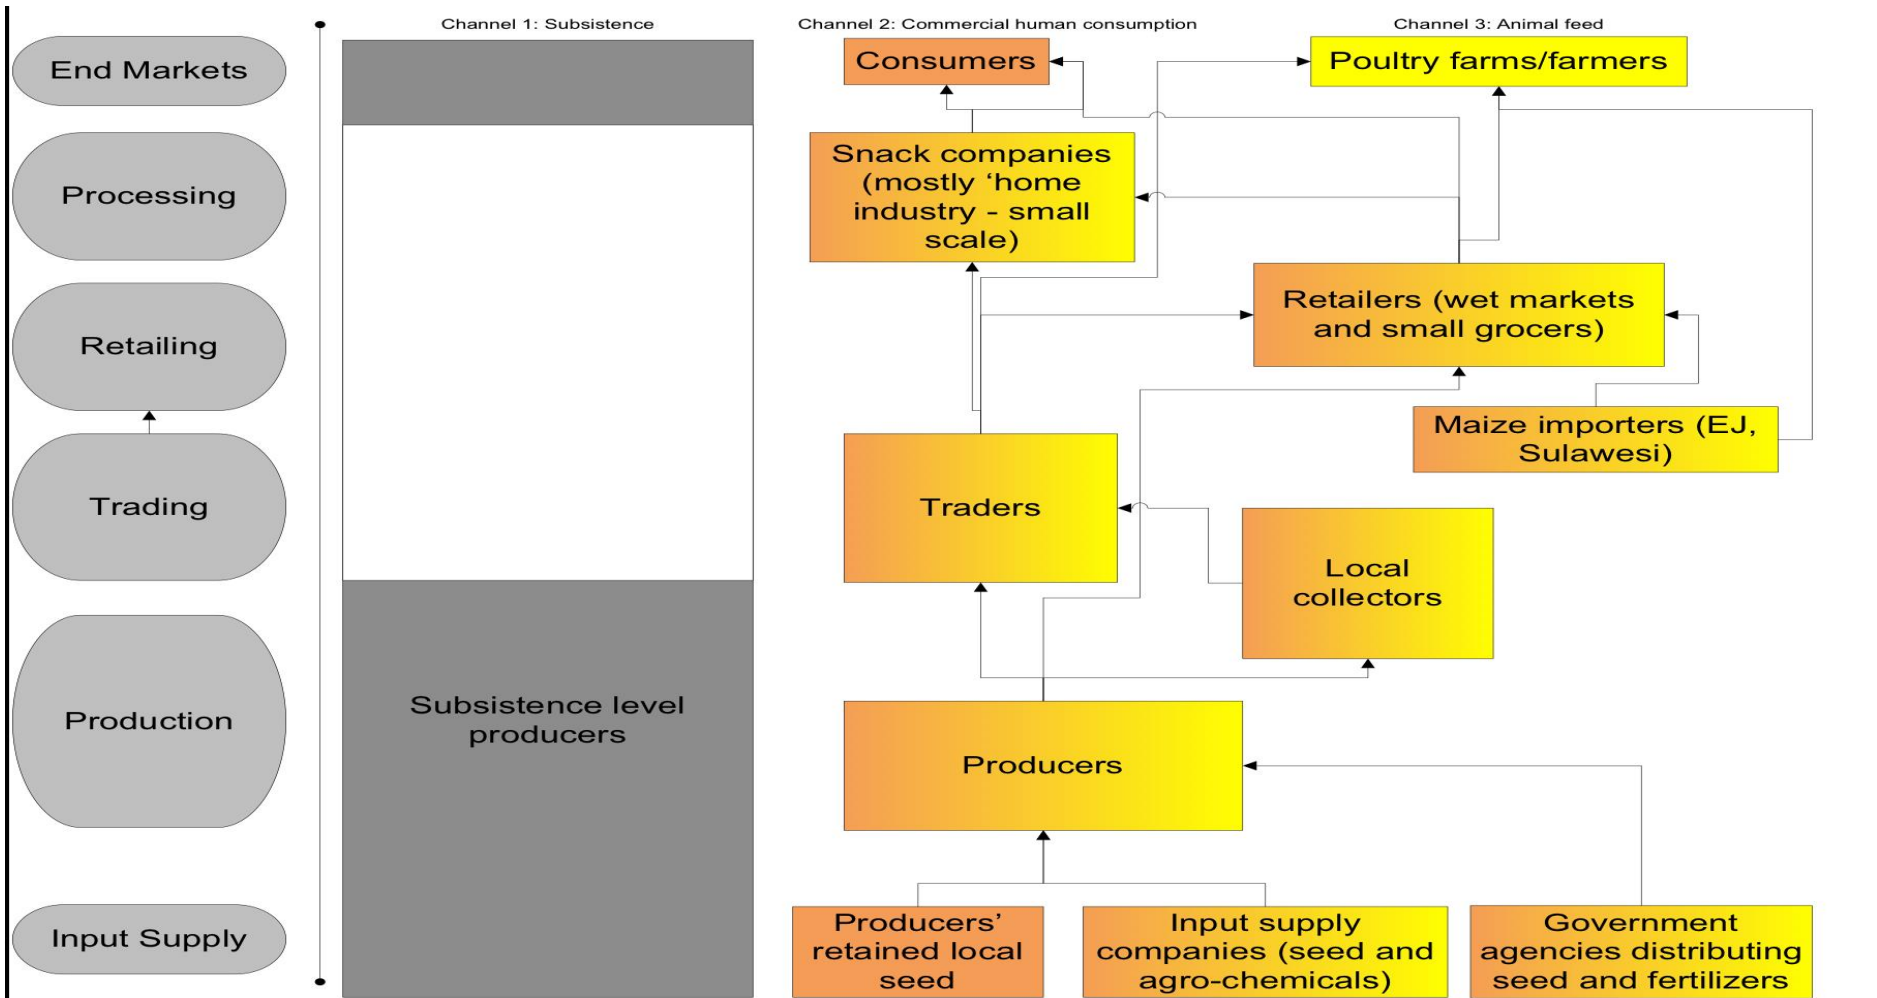 Channel 1: Subsistence
Channel 2: Commercial human consumption
Channel 3: Animal feed
End Markets
Consumers
Poultry farms/farmers
Processing
Snack companies
(mostly ‘home
industry - small
scale)
Retailing
Retailers (wet markets
and small grocers)
Maize importers (EJ,
Sulawesi)
Trading
Traders
Local
collectors
Production
Subsistence level
producers
Producers
Input Supply
Producers’
retained local
seed
Input supply
companies (seed and
agro-chemicals)
Government
agencies distributing
seed and fertilizers